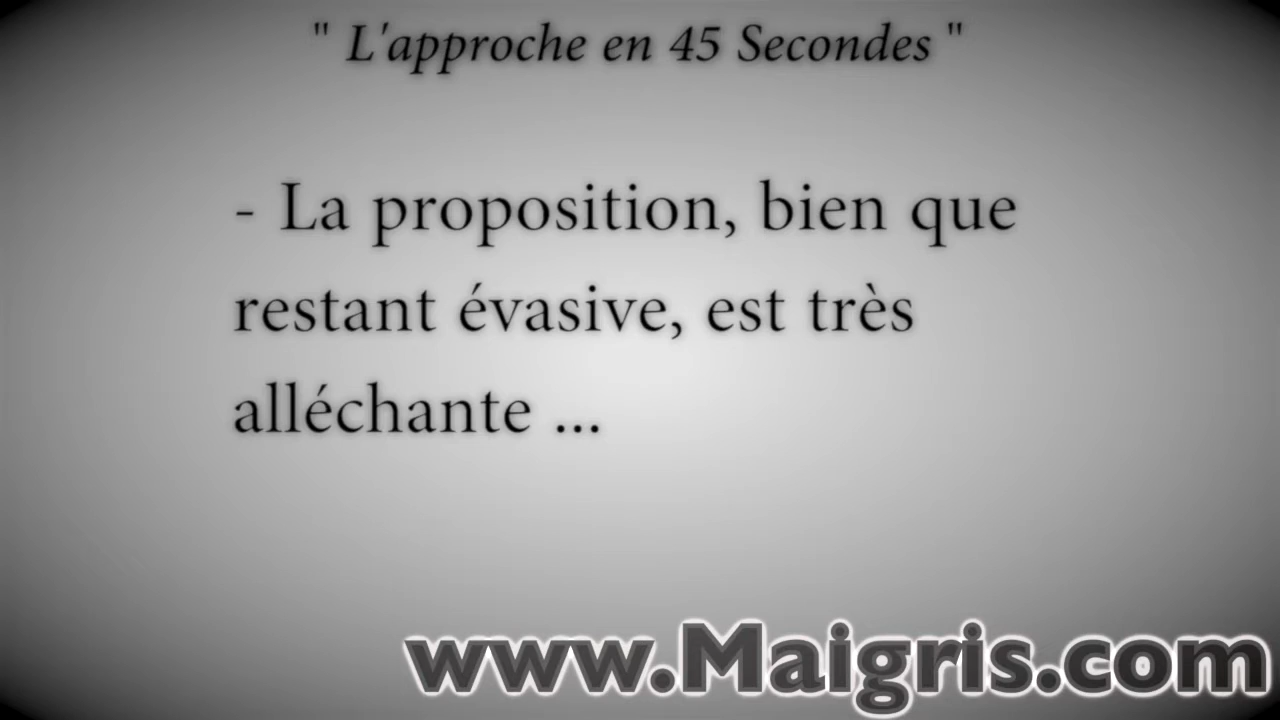 " L'approche en 45 Secondes "
- La proposition, bien que
restant évasive, est très
alléchante ...
www.Maigris.com